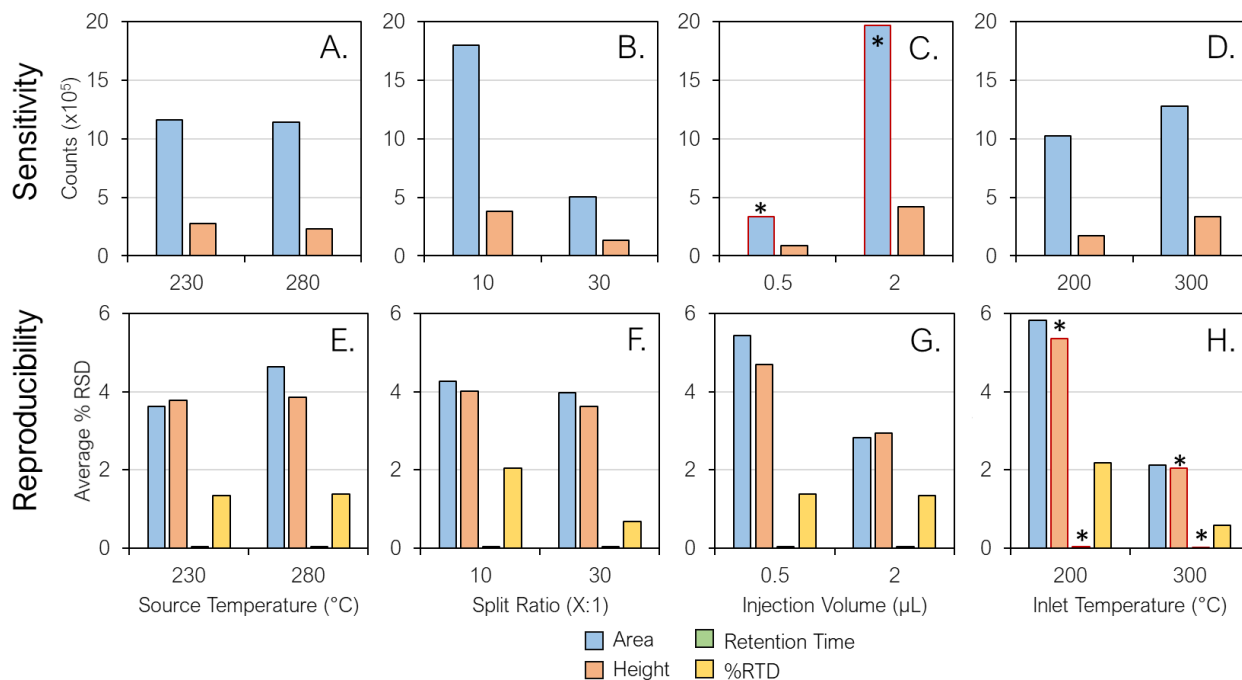 Sensitivity
Counts (x10⁵)
20
15
10
5
0
A.
230
280
20
15
10
5
0
B.
10
30
20
15
10
5
0
*
*
C.
0.5
2
20
15
10
5
0
D.
200
300
Reproducibility
Average % RSD
6
4
2
0
E.
230
280
Source Temperature (°C)
6
4
2
0
F.
10
30
Split Ratio (X:1)
6
4
2
0
G.
0.5
2
Injection Volume (µL)
6
4
2
0
*
*
*
*
H.
200
300
Inlet Temperature (°C)
Area
Retention Time
Height
%RTD